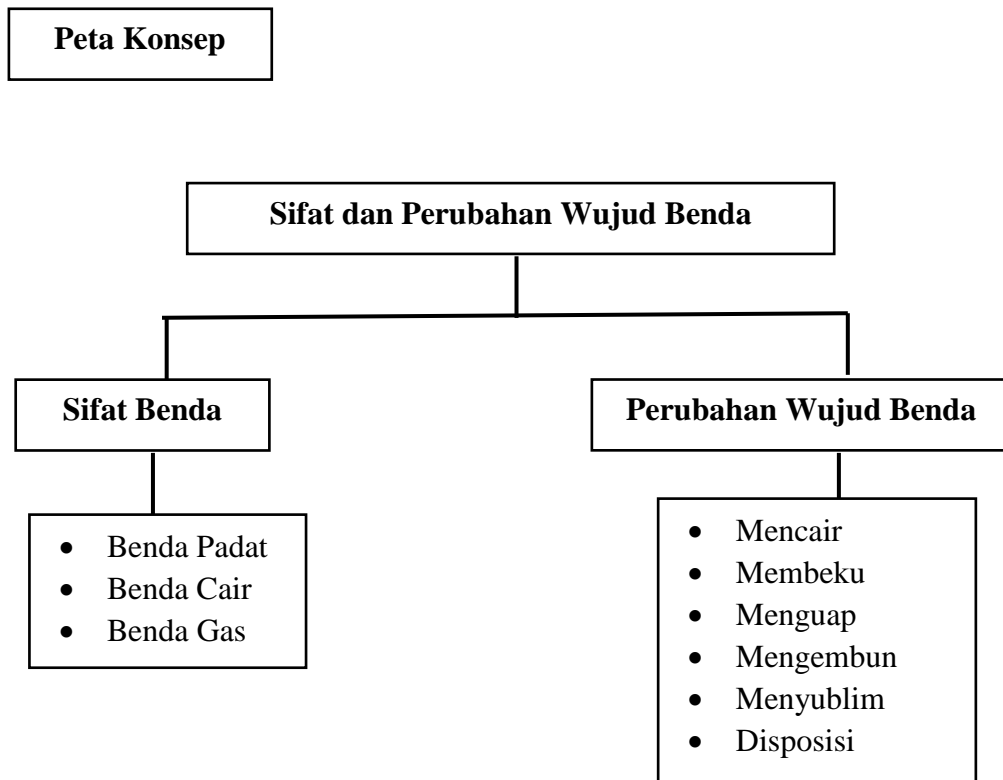 Peta Konsep
Sifat dan Perubahan Wujud Benda
Sifat Benda
Perubahan Wujud Benda
• Benda Padat
• Benda Cair
• Benda Gas
• Mencair
• Membeku
• Menguap
• Mengembun
• Menyublim
• Disposisi